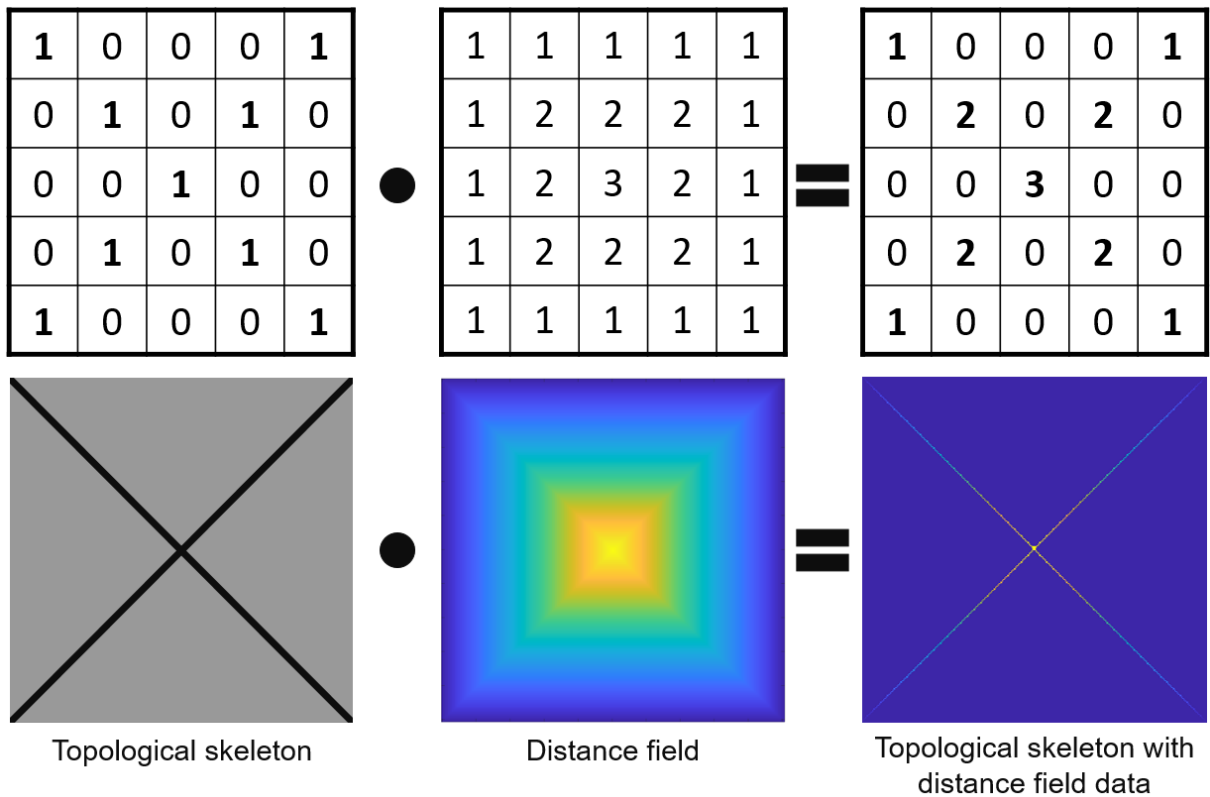 1 0 0 0 1 1 1 1 1 1 1 0 0 0 1
0 1 0 1 0 1 2 2 2 1 0 2 0 2 0
0 0 1 0 0 • 1 2 3 2 1 = 0 0 3 0 0
0 1 0 1 0 1 2 2 2 1 0 2 0 2 0
1 0 0 0 1 1 1 1 1 1 1 0 0 0 1
• =
Topological skeleton
Distance field
Topological skeleton with
distance field data